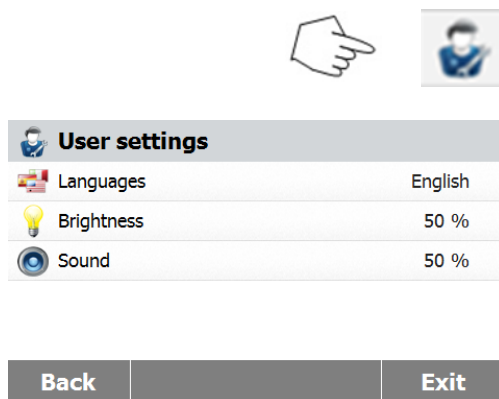 User settings
Languages English
Brightness 50 %
Sound 50 %
Back Exit